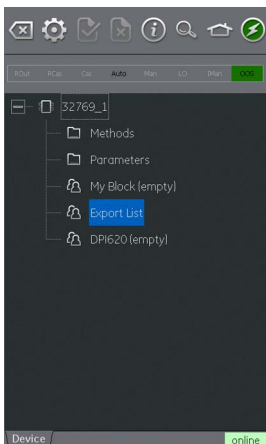 ROut RCas Cas Auto Man LO IMan OOS
32769_1
Methods
Parameters
My Block (empty)
Export List
DPI620 (empty)
Device
online